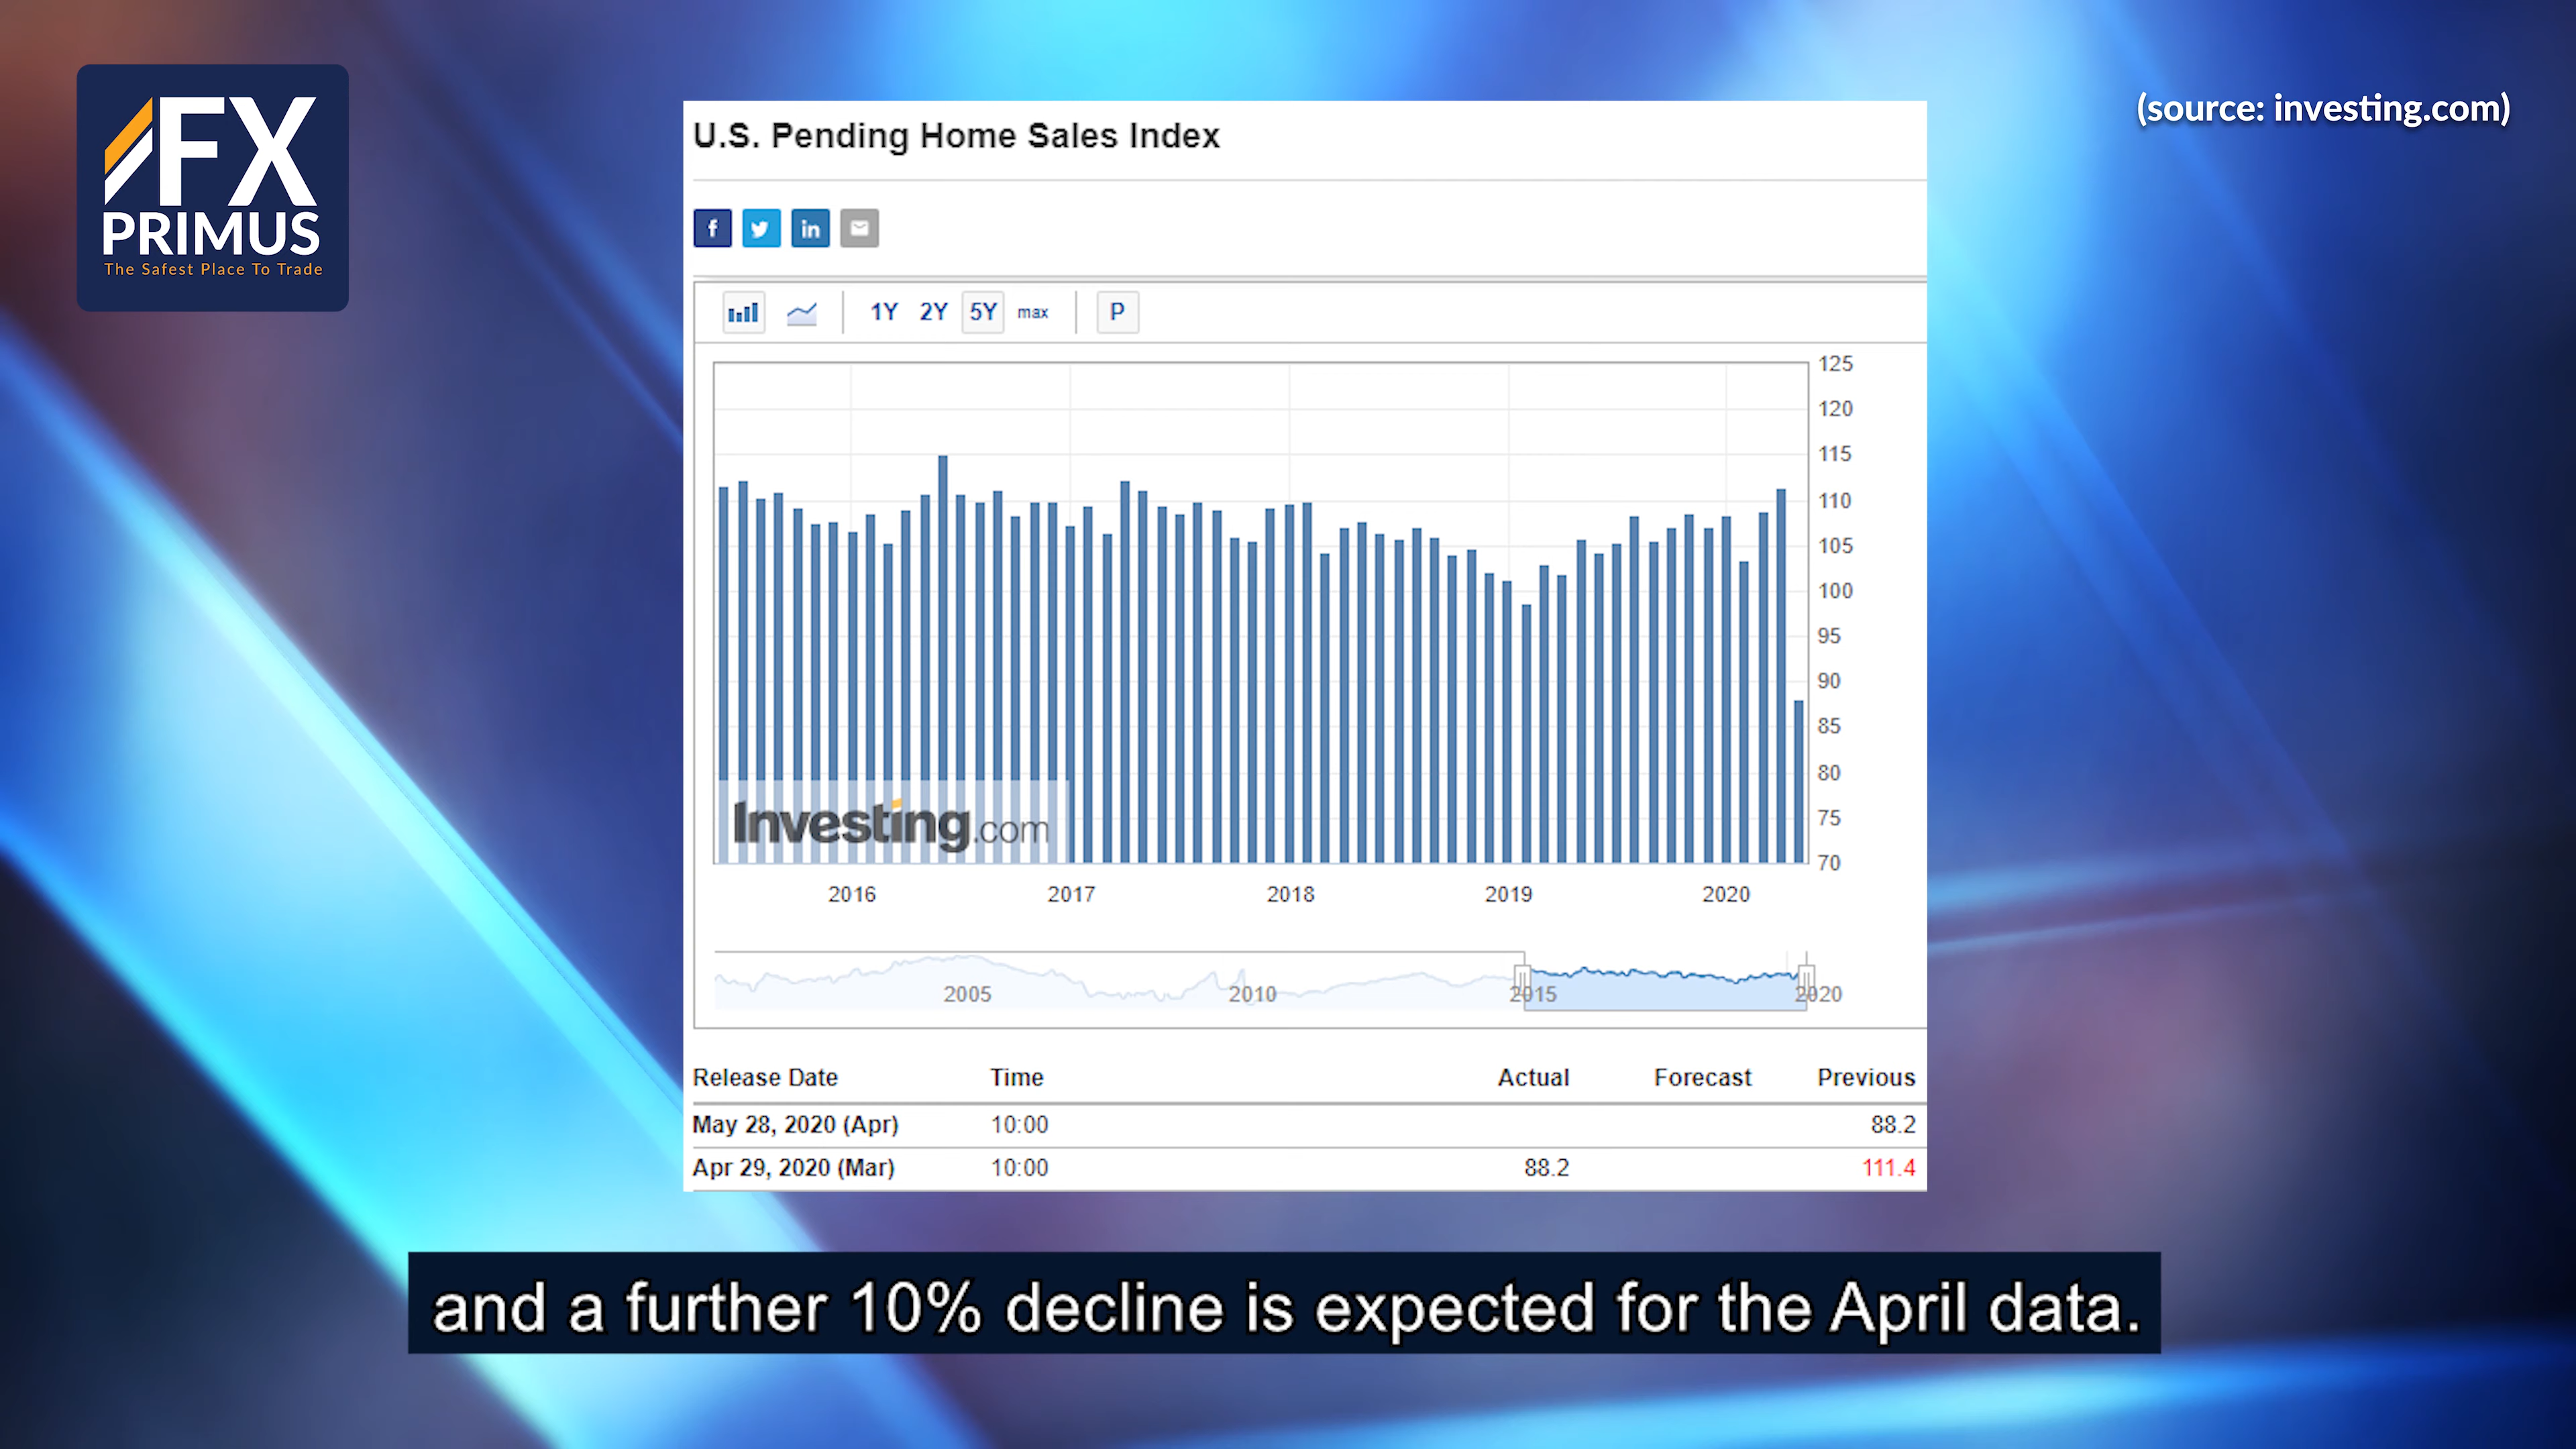 FX
PRIMUS
The Safest Place To Trade
(source: investing.com)
U.S. Pending Home Sales Index
f
in
1Y 2Y 5Y max P
125
120
115
110
105
100
95
90
85
80
75
70
Investing.com
2016 2017 2018 2019 2020
2005 2010 2015 2020
Release Date Time Actual Forecast Previous
May 28, 2020 (Apr) 10:00 88.2
Apr 29, 2020 (Mar) 10:00 88.2 111.4
and a further 10% decline is expected for the April data.